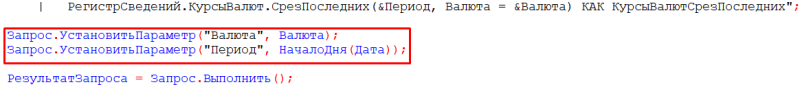 |    РегистрСведений.КурсыВалют.СрезПоследних(&Период, Валюта = &Валюта) КАК КурсыВалютСрезПоследних";
Запрос.УстановитьПараметр("Валюта", Валюта);
Запрос.УстановитьПараметр("Период", НачалоДня(Дата));
РезультатЗапроса = Запрос.Выполнить();